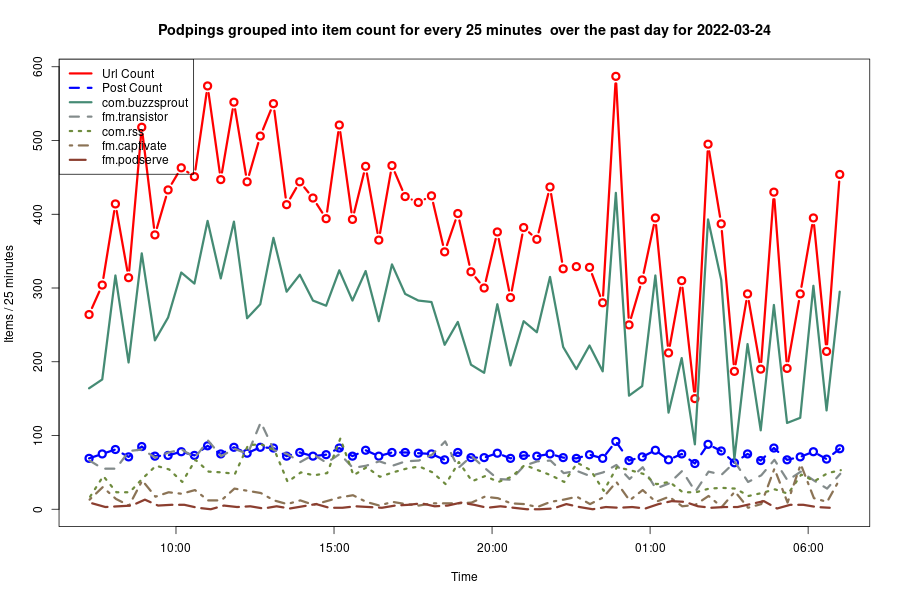 Podpings grouped into item count for every 25 minutes  over the past day for 2022-03-24
Url Count
Post Count
com.buzzsprout
fm.transistor
com.rss
fm.captivate
fm.podserve
600
500
400
300
200
100
0
Items / 25 minutes
10:00 15:00 20:00 01:00 06:00
Time